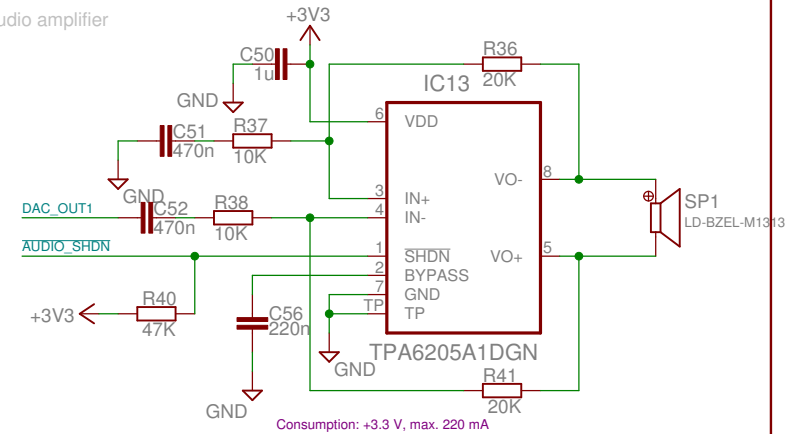 udio amplifier
+3V3
C50
1u
R36
20K
GND
IC13
6
VDD
C51
470n
R37
10K
8
VO-
GND
3
IN+
SP1
LD-BZEL-M1313
DAC_OUT1
C52
470n
R38
10K
4
IN-
AUDIO_SHDN
1
SHDN
5
VO+
2
BYPASS
7
GND
TP
TP
+3V3
R40
47K
C56
220n
TPA6205A1DGN
GND
R41
20K
GND
Consumption: +3.3 V, max. 220 mA